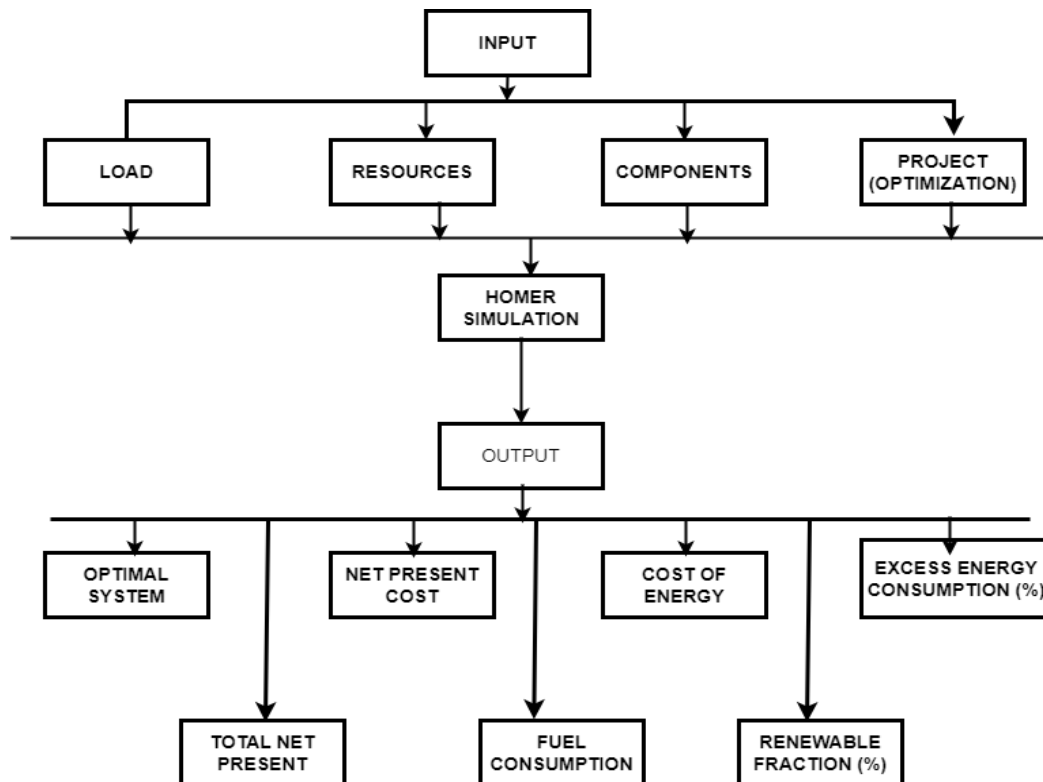 INPUT
LOAD
RESOURCES
COMPONENTS
PROJECT
(OPTIMIZATION)
HOMER
SIMULATION
OUTPUT
OPTIMAL
SYSTEM
NET PRESENT
COST
COST OF
ENERGY
EXCESS ENERGY
CONSUMPTION (%)
TOTAL NET
PRESENT
FUEL
CONSUMPTION
RENEWABLE
FRACTION (%)